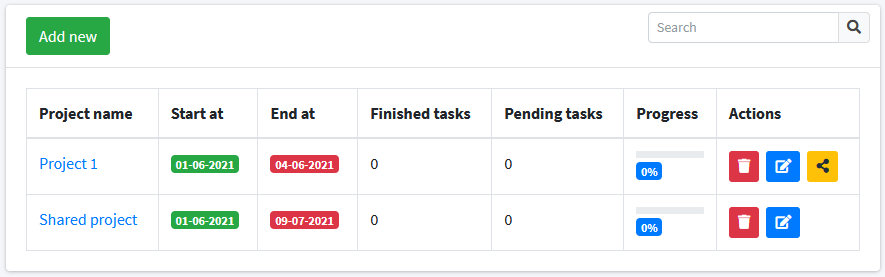 Add new
Search
Project name Start at End at Finished tasks Pending tasks Progress Actions
Project 1 01-06-2021 04-06-2021 0 0 0%
Shared project 01-06-2021 09-07-2021 0 0 0%